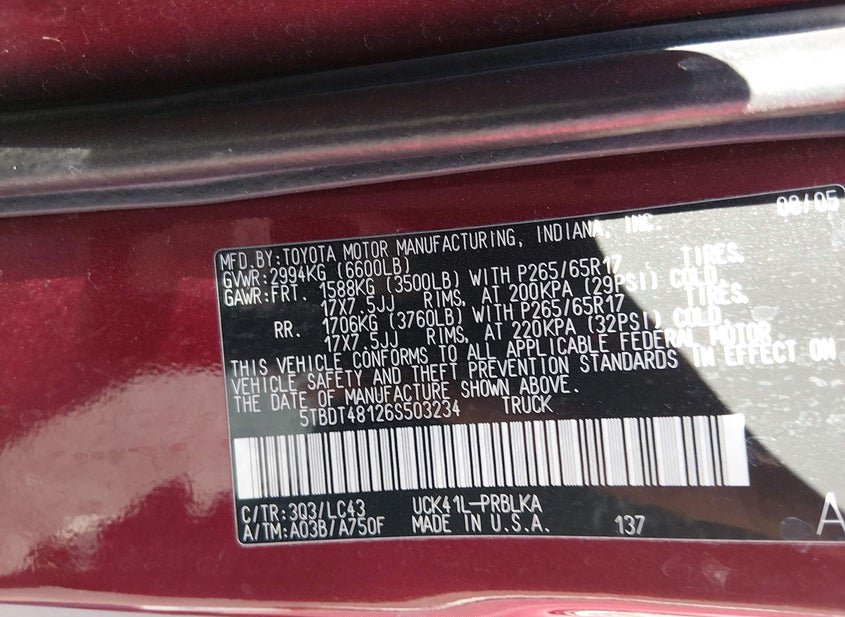 MFD.BY:TOYOTA MOTOR MANUFACTURING, INDIANA, INC. 08/05
GVWR:2994KG (6600LB)
GAWR:FRT. 1588KG (3500LB) WITH P265/65R17 TIRES,
17X7.5JJ RIMS, AT 200KPA (29PSI) COLD.
RR. 1706KG (3760LB) WITH P265/65R17 TIRES,
17X7.5JJ RIMS, AT 220KPA (32PSI) COLD.
THIS VEHICLE CONFORMS TO ALL APPLICABLE FEDERAL MOTOR
VEHICLE SAFETY AND THEFT PREVENTION STANDARDS IN EFFECT ON
THE DATE OF MANUFACTURE SHOWN ABOVE.
5TBDT48126S503234 TRUCK
C/TR:3Q3/LC43 UCK41L-PRBLKA
A/TM:A03B/A750F MADE IN U.S.A. 137 A